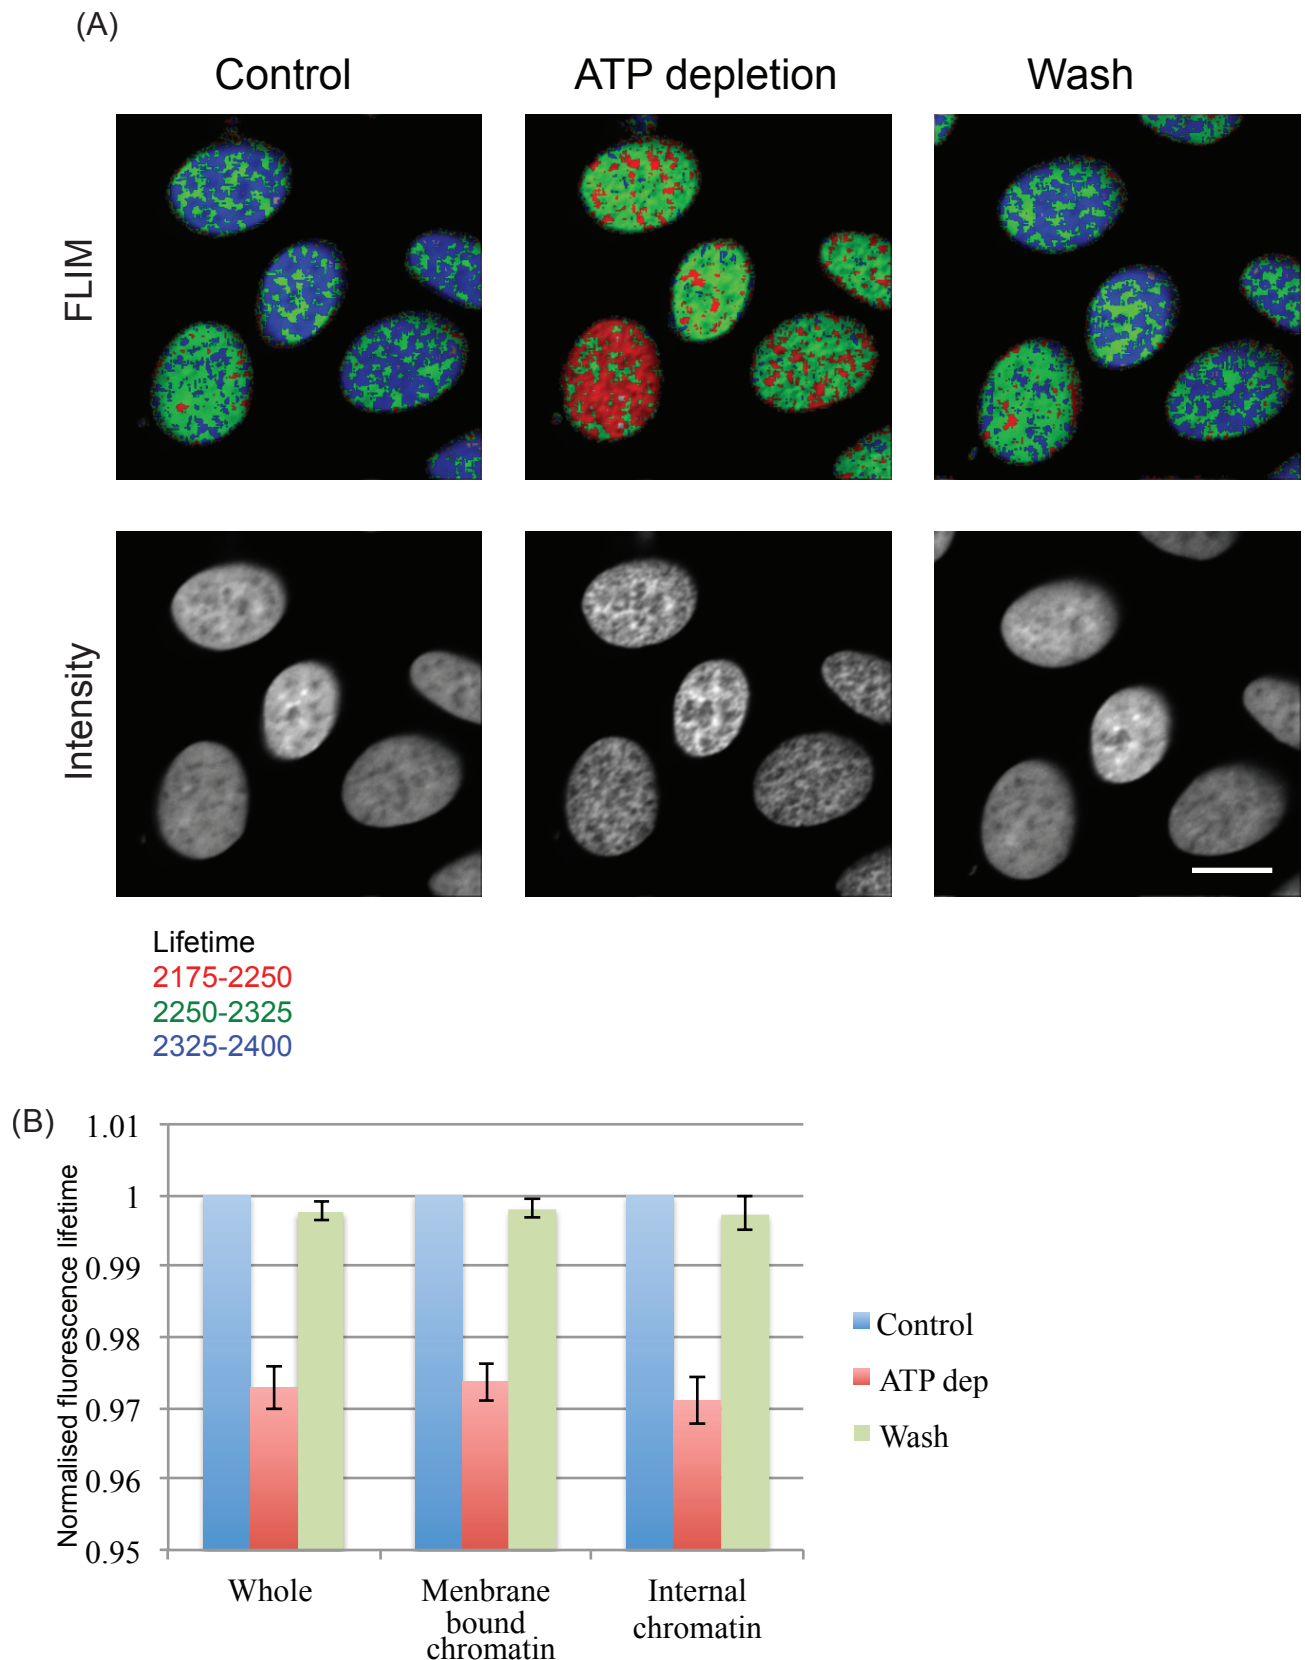 (A)
Control
ATP depletion
Wash
FLIM
Intensity
Lifetime
2175-2250
2250-2325
2325-2400
(B)
Normalised fluorescence lifetime
1.01
1
0.99
0.98
0.97
0.96
0.95
Whole
Menbrane
bound
chromatin
Internal
chromatin
Control
ATP dep
Wash